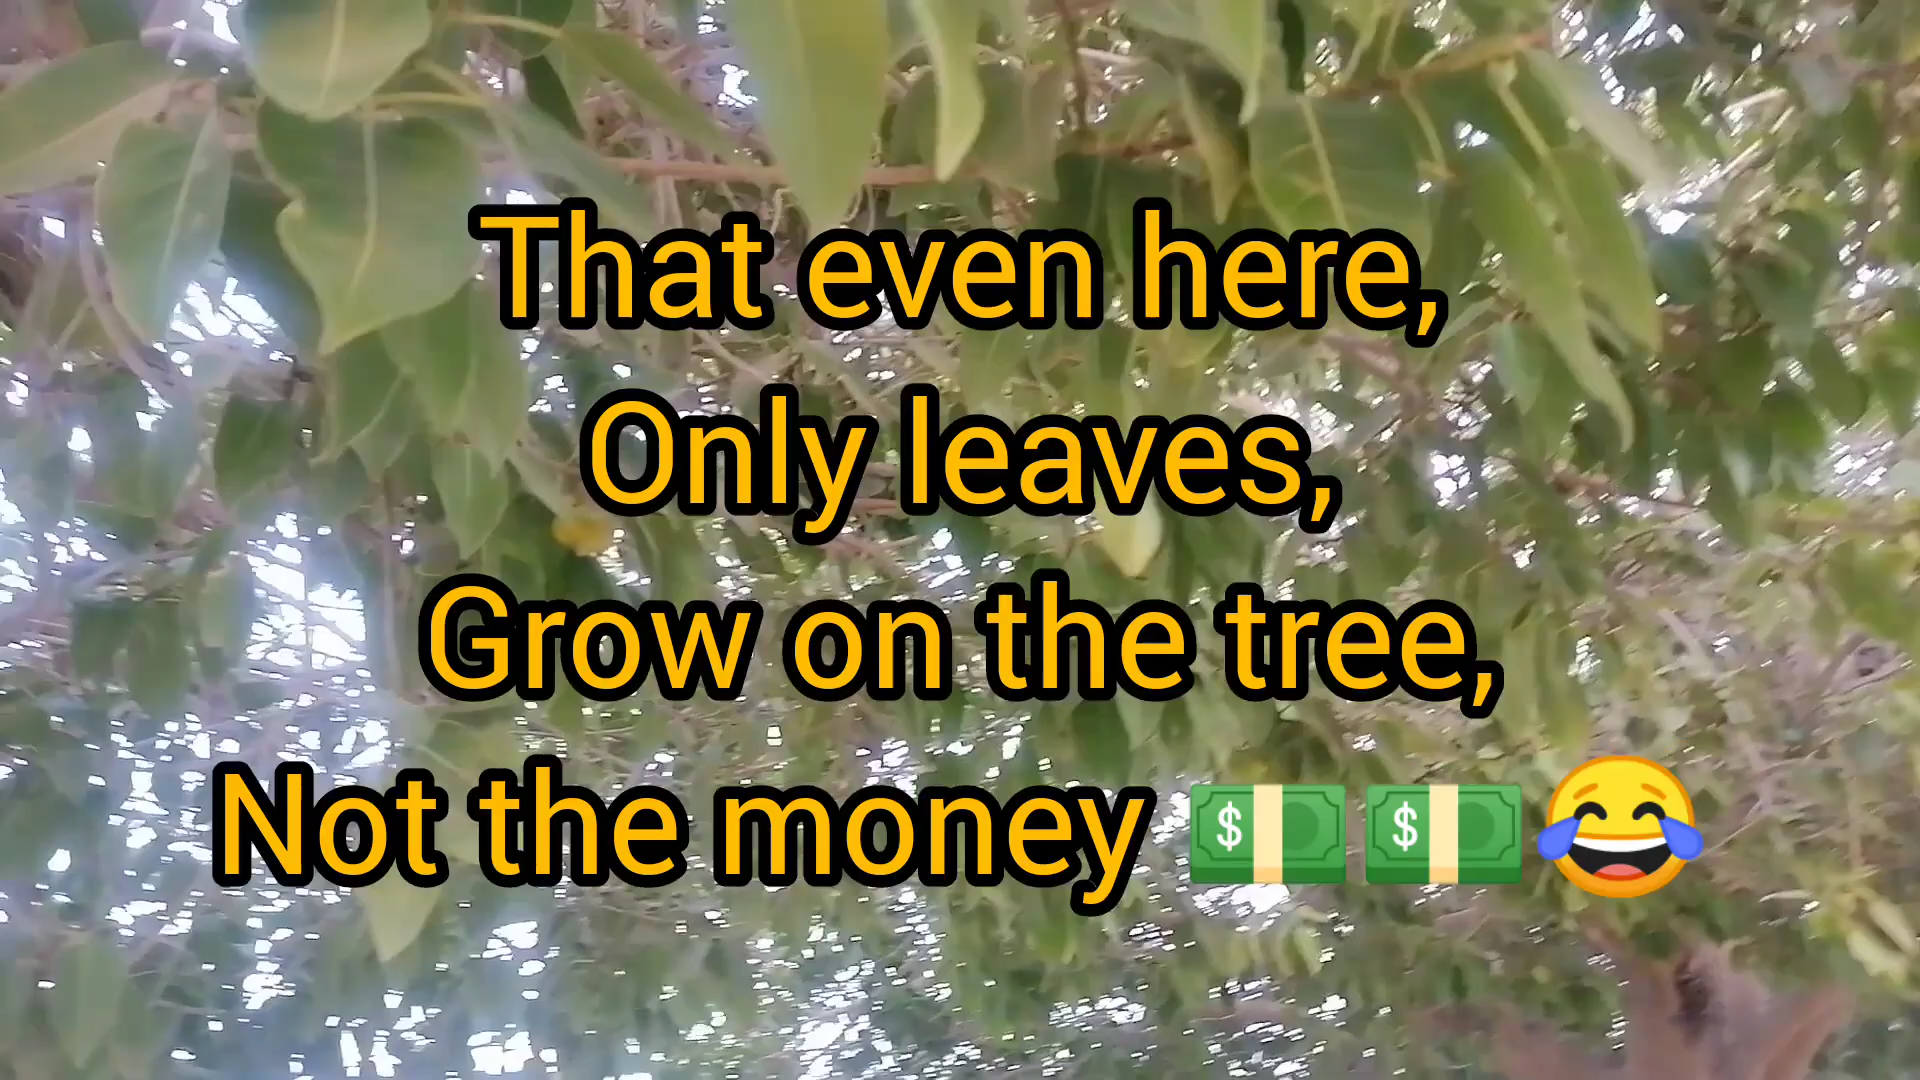 That even here,
Only leaves,
Grow on the tree,
Not the money 💵💵😂